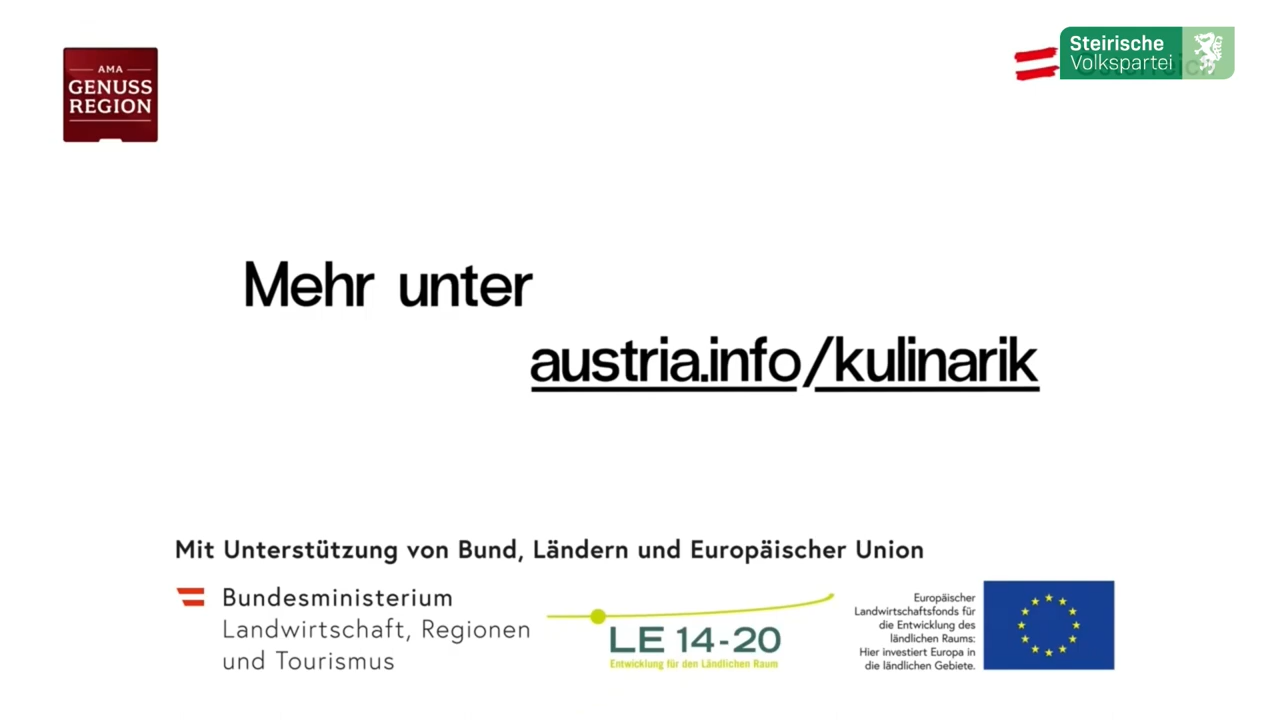 AMA
GENUSS
REGION
Steirische
Volkspartei
Österreich
Mehr unter
austria.info/kulinarik
Mit Unterstützung von Bund, Ländern und Europäischer Union
Bundesministerium
Landwirtschaft, Regionen
und Tourismus
LE 14-20
Entwicklung für den Ländlichen Raum
Europäischer
Landwirtschaftsfonds für
die Entwicklung des
ländlichen Raums:
Hier investiert Europa in
die ländlichen Gebiete.